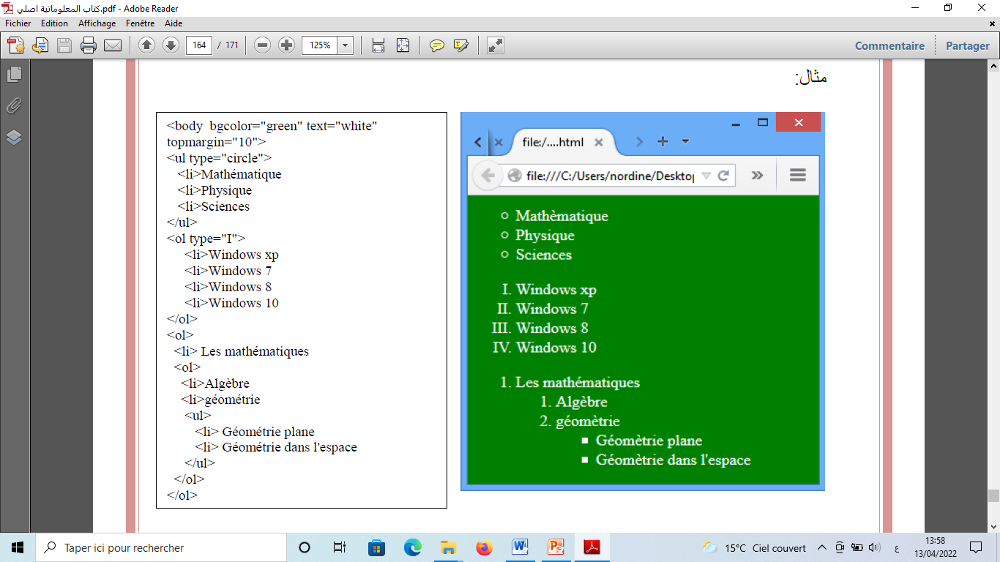 كتاب المعلوماتية اصلي.pdf - Adobe Reader
Fichier Edition Affichage Fenêtre Aide
164 / 171 125% Commentaire Partager
مثال:
<body  bgcolor="green" text="white"
topmargin="10">
<ul type="circle">
<li>Mathématique
<li>Physique
<li>Sciences
</ul>
<ol type="I">
<li>Windows xp
<li>Windows 7
<li>Windows 8
<li>Windows 10
</ol>
<ol>
<li> Les mathématiques
<ol>
<li>Algèbre
<li>géométrie
<ul>
<li> Géométrie plane
<li> Géométrie dans l'espace
</ul>
</ol>
</ol>
file:/....html
file:///C:/Users/nordine/Desktop
Mathèmatique
Physique
Sciences
I. Windows xp
II. Windows 7
III. Windows 8
IV. Windows 10
1. Les mathématiques
1. Algèbre
2. géomètrie
Géomètrie plane
Géomètrie dans l'espace
Taper ici pour rechercher
15°C Ciel couvert
ع
13:58
13/04/2022